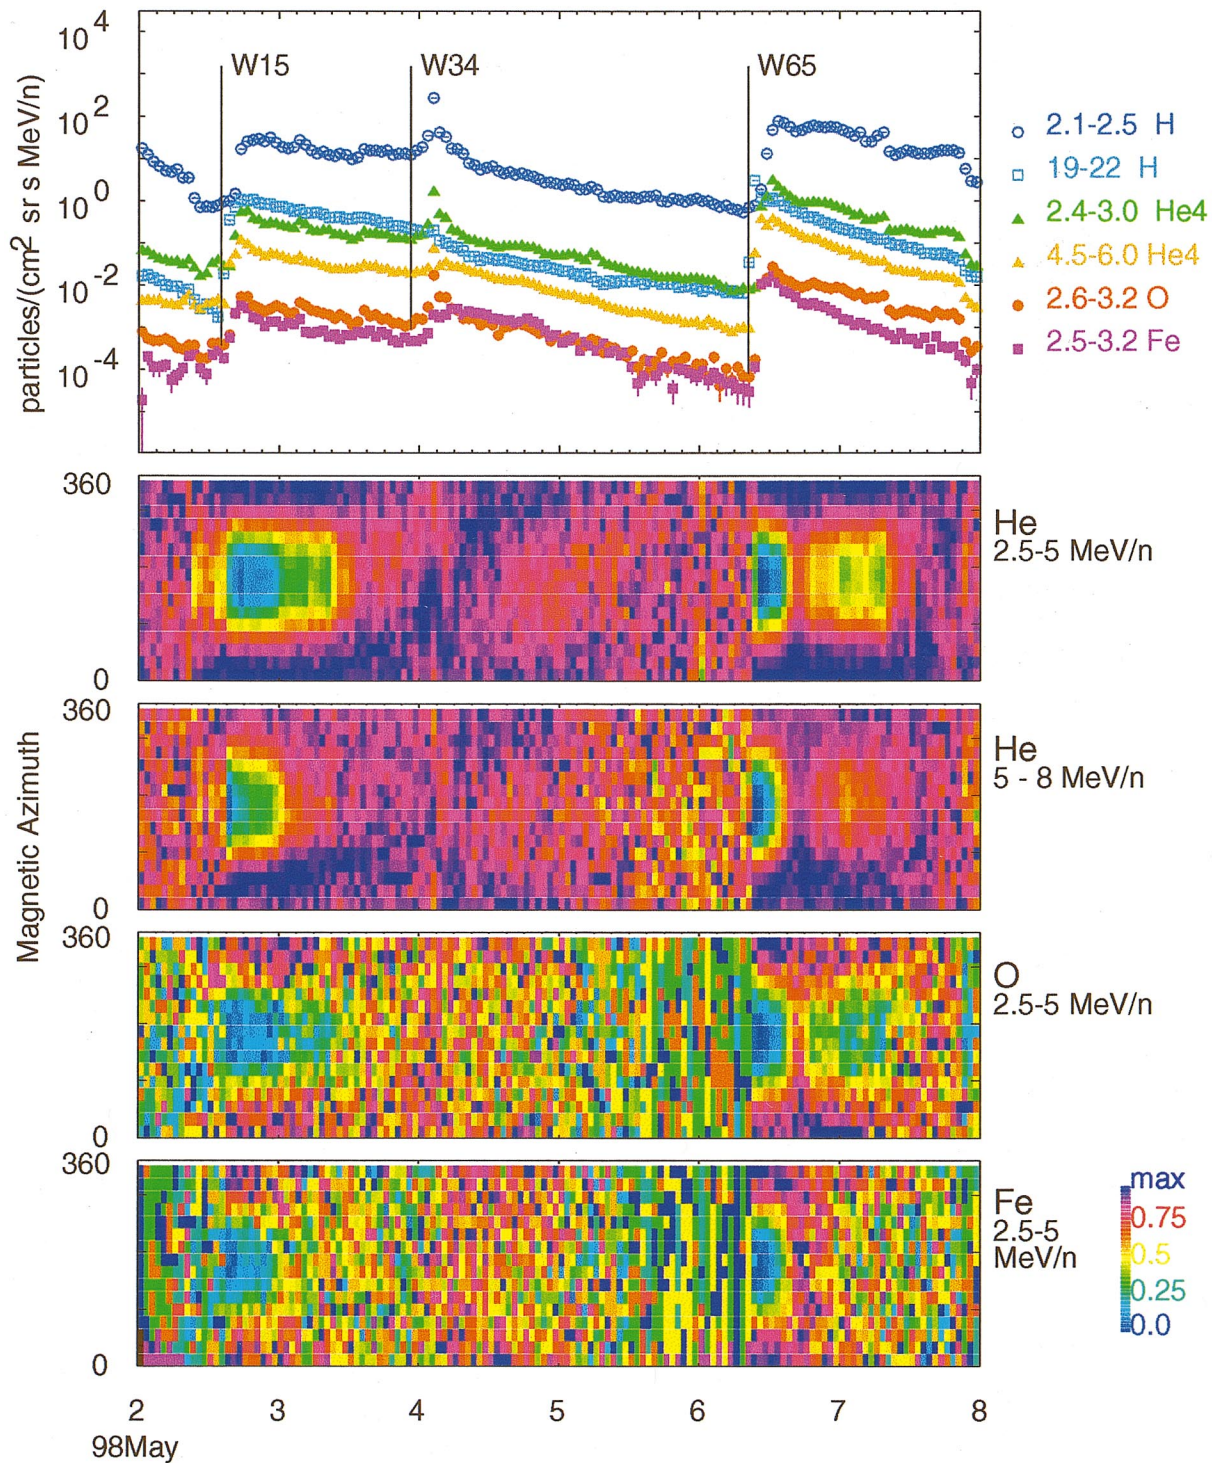 10^4
10^2
10^0
10^-2
10^-4
particles/(cm^2 sr s MeV/n)
W15
W34
W65
2.1-2.5 H
19-22 H
2.4-3.0 He4
4.5-6.0 He4
2.6-3.2 O
2.5-3.2 Fe
360
0
He
2.5-5 MeV/n
360
0
He
5 - 8 MeV/n
Magnetic Azimuth
360
0
O
2.5-5 MeV/n
360
0
Fe
2.5-5
MeV/n
max
0.75
0.5
0.25
0.0
2 3 4 5 6 7 8
98May